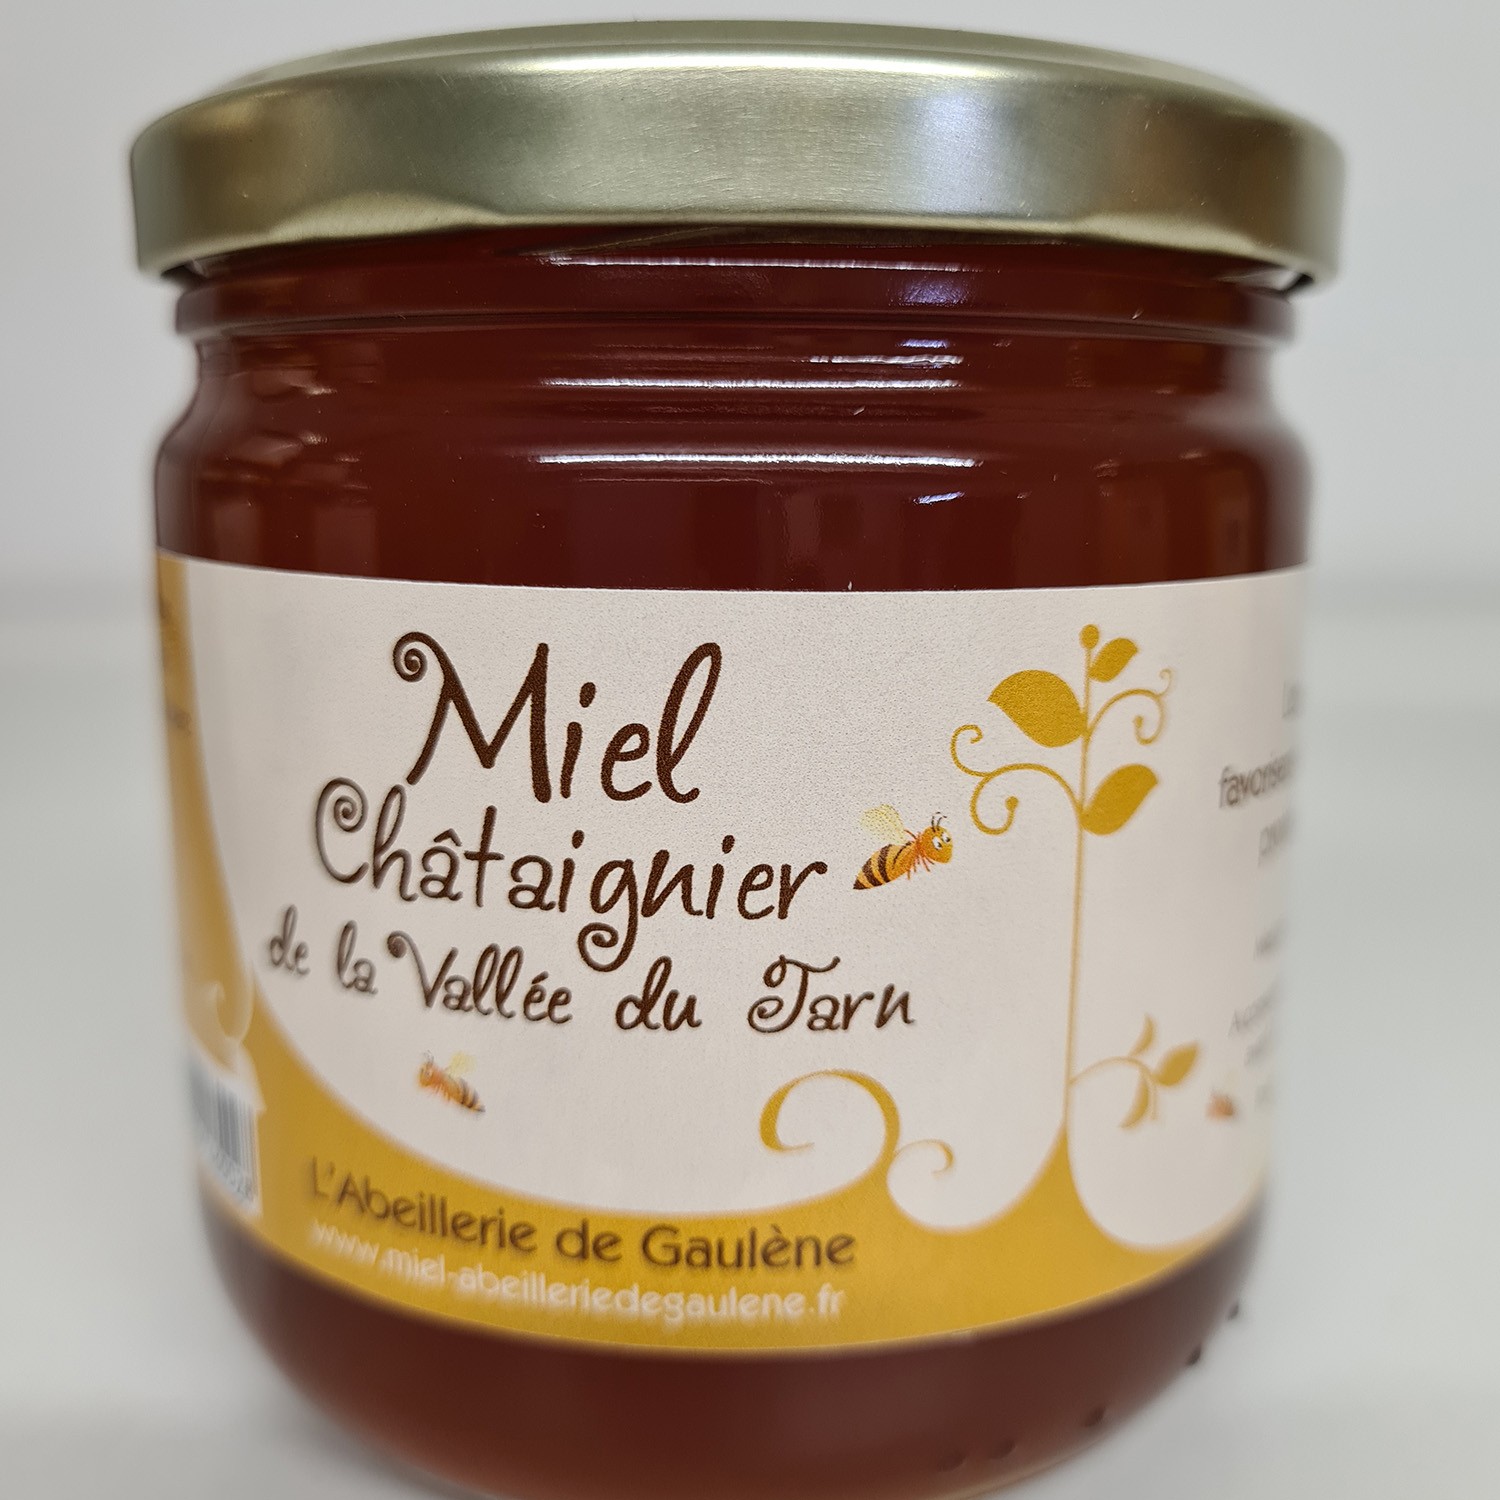 Miel
Châtaignier
de la Vallée du Tarn
L'Abeillerie de Gaulène
www.miel-abeilleriedegaulene.fr